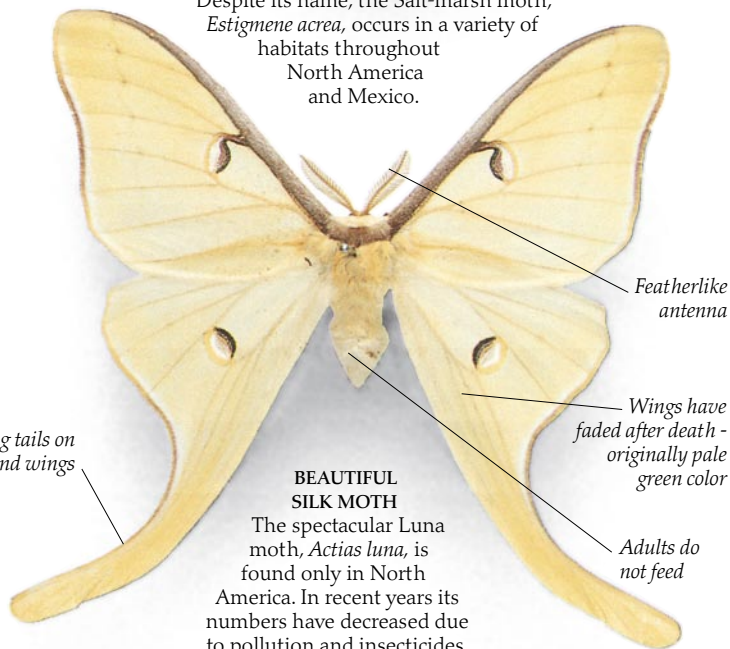 Despite its name, the Salt-marsh moth,
Estigmene acrea, occurs in a variety of
habitats throughout
North America
and Mexico.
Featherlike
antenna
Wings have
faded after death -
originally pale
green color
tails on
wings
BEAUTIFUL
SILK MOTH
The spectacular Luna
moth, Actias luna, is
found only in North
America. In recent years its
numbers have decreased due
to pollution and insecticides
Adults do
not feed